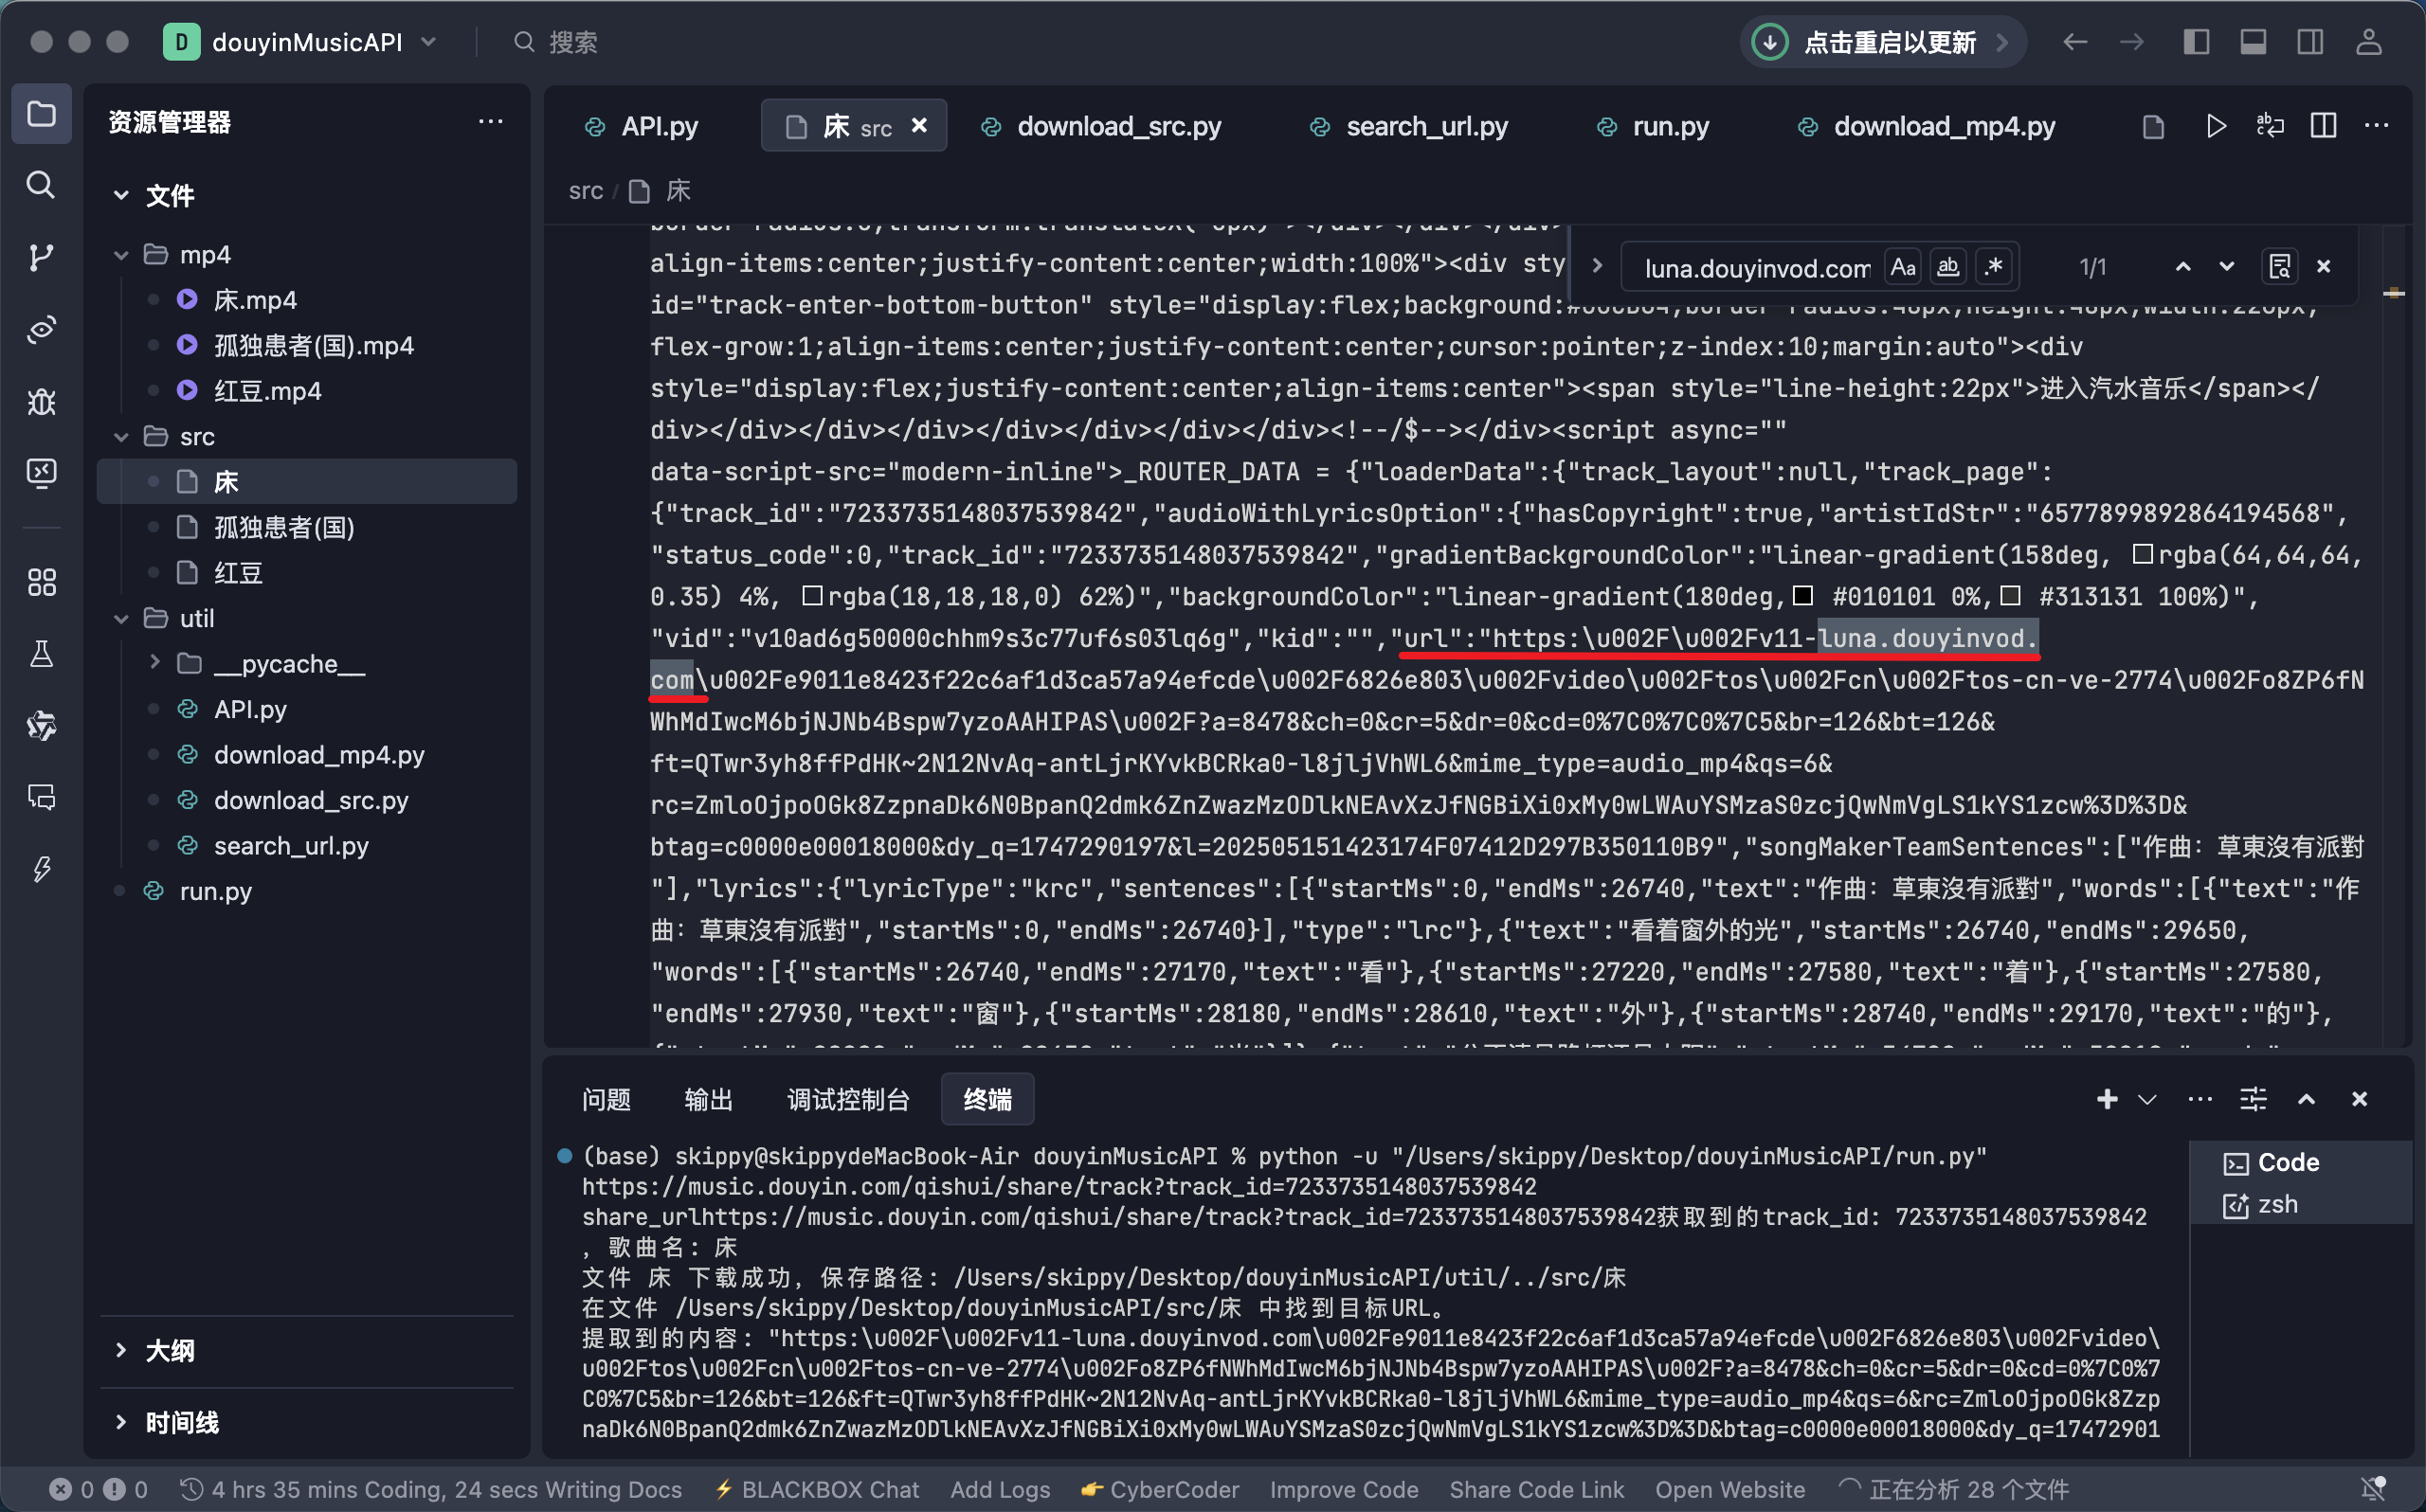 D douyinMusicAPI
搜索
点击重启以更新
资源管理器
文件
mp4
床.mp4
孤独患者(国).mp4
红豆.mp4
src
床
孤独患者(国)
红豆
util
__pycache__
API.py
download_mp4.py
download_src.py
search_url.py
run.py
大纲
时间线
API.py
床 src
download_src.py
search_url.py
run.py
download_mp4.py
src / 床
luna.douyinvod.com
Aa
ab
.*
1/1
align-items:center;justify-content:center;width:100%"><div sty
id="track-enter-bottom-button" style="display:flex;background:
flex-grow:1;align-items:center;justify-content:center;cursor:pointer;z-index:10;margin:auto"><div
style="display:flex;justify-content:center;align-items:center"><span style="line-height:22px">进入汽水音乐</span></
div></div></div></div></div></div></div></div><!--/$--></div><script async=""
data-script-src="modern-inline">_ROUTER_DATA = {"loaderData":{"track_layout":null,"track_page":
{"track_id":"7233735148037539842","audioWithLyricsOption":{"hasCopyright":true,"artistIdStr":"6577899892864194568",
"status_code":0,"track_id":"7233735148037539842","gradientBackgroundColor":"linear-gradient(158deg, rgba(64,64,64,
0.35) 4%, rgba(18,18,18,0) 62%)","backgroundColor":"linear-gradient(180deg, #010101 0%, #313131 100%)",
"vid":"v10ad6g50000chhm9s3c77uf6s03lq6g","kid":"","url":"https:\u002F\u002Fv11-luna.douyinvod.
com\u002Fe9011e8423f22c6af1d3ca57a94efcde\u002F6826e803\u002Fvideo\u002Ftos\u002Fcn\u002Ftos-cn-ve-2774\u002Fo8ZP6fN
WhMdIwcM6bjNJNb4Bspw7yzoAAHIPAS\u002F?a=8478&ch=0&cr=5&dr=0&cd=0%7C0%7C0%7C5&br=126&bt=126&
ft=QTwr3yh8ffPdHK~2N12NvAq-antLjrKYvkBCRka0-l8jljVhWL6&mime_type=audio_mp4&qs=6&
rc=ZmloOjpoOGk8ZzpnaDk6N0BpanQ2dmk6ZnZwazMzODlkNEAvXzJfNGBiXi0xMy0wLWAuYSMzaS0zcjQwNmVgLS1kYS1zcw%3D%3D&
btag=c0000e00018000&dy_q=1747290197&l=202505151423174F07412D297B350110B9","songMakerTeamSentences":["作曲: 草東沒有派對
"],"lyrics":{"lyricType":"krc","sentences":[{"startMs":0,"endMs":26740,"text":"作曲: 草東沒有派對","words":[{"text":"作
曲: 草東沒有派對","startMs":0,"endMs":26740}],"type":"lrc"},{"text":"看着窗外的光","startMs":26740,"endMs":29650,
"words":[{"startMs":26740,"endMs":27170,"text":"看"},{"startMs":27220,"endMs":27580,"text":"着"},{"startMs":27580,
"endMs":27930,"text":"窗"},{"startMs":28180,"endMs":28610,"text":"外"},{"startMs":28740,"endMs":29170,"text":"的"},
问题 输出 调试控制台 终端
(base) skippy@skippydeMacBook-Air douyinMusicAPI % python -u "/Users/skippy/Desktop/douyinMusicAPI/run.py"
https://music.douyin.com/qishui/share/track?track_id=7233735148037539842
share_urlhttps://music.douyin.com/qishui/share/track?track_id=7233735148037539842获取到的track_id: 7233735148037539842
, 歌曲名: 床
文件 床 下载成功, 保存路径: /Users/skippy/Desktop/douyinMusicAPI/util/../src/床
在文件 /Users/skippy/Desktop/douyinMusicAPI/src/床 中找到目标URL。
提取到的内容: "https:\u002F\u002Fv11-luna.douyinvod.com\u002Fe9011e8423f22c6af1d3ca57a94efcde\u002F6826e803\u002Fvideo\
u002Ftos\u002Fcn\u002Ftos-cn-ve-2774\u002Fo8ZP6fNWhMdIwcM6bjNJNb4Bspw7yzoAAHIPAS\u002F?a=8478&ch=0&cr=5&dr=0&cd=0%7C0%7
C0%7C5&br=126&bt=126&ft=QTwr3yh8ffPdHK~2N12NvAq-antLjrKYvkBCRka0-l8jljVhWL6&mime_type=audio_mp4&qs=6&rc=ZmloOjpoOGk8Zzp
naDk6N0BpanQ2dmk6ZnZwazMzODlkNEAvXzJfNGBiXi0xMy0wLWAuYSMzaS0zcjQwNmVgLS1kYS1zcw%3D%3D&btag=c0000e00018000&dy_q=17472901
Code
zsh
0 0 4 hrs 35 mins Coding, 24 secs Writing Docs BLACKBOX Chat Add Logs CyberCoder Improve Code Share Code Link Open Website 正在分析 28 个文件